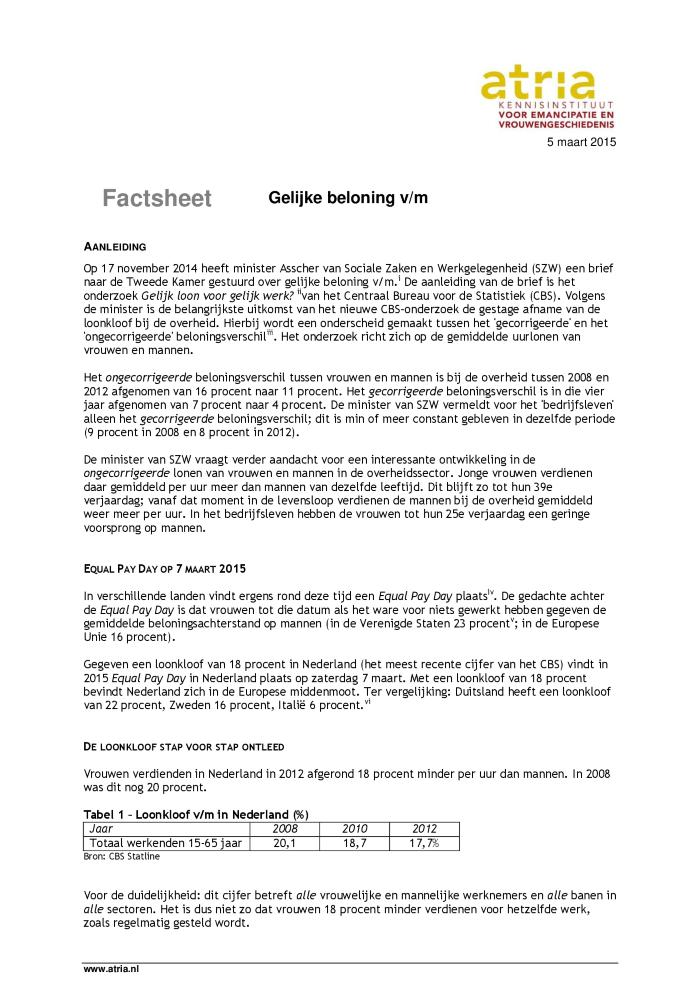 atria
KENNISINSTITUUT
VOOR EMANCIPATIE EN
VROUWENGESCHIEDENIS
5 maart 2015
Factsheet Gelijke beloning v/m
AANLEIDING
Op 17 november 2014 heeft minister Asscher van Sociale Zaken en Werkgelegenheid (SZW) een brief
naar de Tweede Kamer gestuurd over gelijke beloning v/m.i De aanleiding van de brief is het
onderzoek Gelijk loon voor gelijk werk? iivan het Centraal Bureau voor de Statistiek (CBS). Volgens
de minister is de belangrijkste uitkomst van het nieuwe CBS-onderzoek de gestage afname van de
loonkloof bij de overheid. Hierbij wordt een onderscheid gemaakt tussen het 'gecorrigeerde' en het
'ongecorrigeerde' beloningsverschiliii. Het onderzoek richt zich op de gemiddelde uurlonen van
vrouwen en mannen.
Het ongecorrigeerde beloningsverschil tussen vrouwen en mannen is bij de overheid tussen 2008 en
2012 afgenomen van 16 procent naar 11 procent. Het gecorrigeerde beloningsverschil is in die vier
jaar afgenomen van 7 procent naar 4 procent. De minister van SZW vermeldt voor het 'bedrijfsleven'
alleen het gecorrigeerde beloningsverschil; dit is min of meer constant gebleven in dezelfde periode
(9 procent in 2008 en 8 procent in 2012).
De minister van SZW vraagt verder aandacht voor een interessante ontwikkeling in de
ongecorrigeerde lonen van vrouwen en mannen in de overheidssector. Jonge vrouwen verdienen
daar gemiddeld per uur meer dan mannen van dezelfde leeftijd. Dit blijft zo tot hun 39e
verjaardag; vanaf dat moment in de levensloop verdienen de mannen bij de overheid gemiddeld
weer meer per uur. In het bedrijfsleven hebben de vrouwen tot hun 25e verjaardag een geringe
voorsprong op mannen.
EQUAL PAY DAY OP 7 MAART 2015
In verschillende landen vindt ergens rond deze tijd een Equal Pay Day plaatsiv. De gedachte achter
de Equal Pay Day is dat vrouwen tot die datum als het ware voor niets gewerkt hebben gegeven de
gemiddelde beloningsachterstand op mannen (in de Verenigde Staten 23 procentv; in de Europese
Unie 16 procent).
Gegeven een loonkloof van 18 procent in Nederland (het meest recente cijfer van het CBS) vindt in
2015 Equal Pay Day in Nederland plaats op zaterdag 7 maart. Met een loonkloof van 18 procent
bevindt Nederland zich in de Europese middenmoot. Ter vergelijking: Duitsland heeft een loonkloof
van 22 procent, Zweden 16 procent, Italië 6 procent.vi
DE LOONKLOOF STAP VOOR STAP ONTLEED
Vrouwen verdienden in Nederland in 2012 afgerond 18 procent minder per uur dan mannen. In 2008
was dit nog 20 procent.
Tabel 1 – Loonkloof v/m in Nederland (%)
Jaar 2008 2010 2012
Totaal werkenden 15-65 jaar 20,1 18,7 17,7%
Bron: CBS Statline
Voor de duidelijkheid: dit cijfer betreft alle vrouwelijke en mannelijke werknemers en alle banen in
alle sectoren. Het is dus niet zo dat vrouwen 18 procent minder verdienen voor hetzelfde werk,
zoals regelmatig gesteld wordt.
www.atria.nl